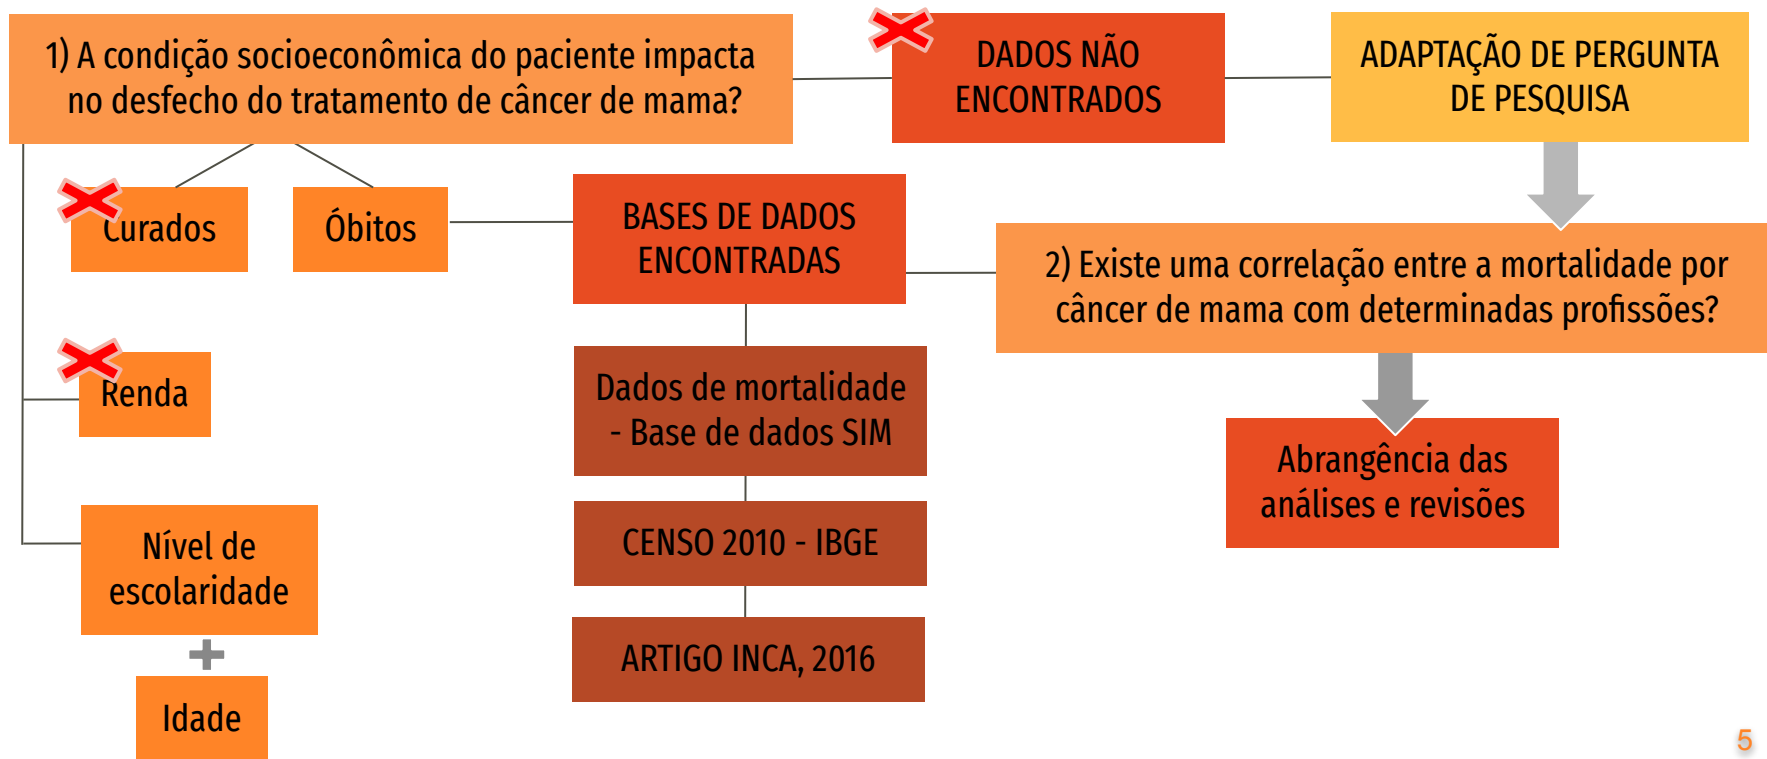 1) A condição socioeconômica do paciente impacta
no desfecho do tratamento de câncer de mama?
DADOS NÃO
ENCONTRADOS
ADAPTAÇÃO DE PERGUNTA
DE PESQUISA
Curados
Óbitos
BASES DE DADOS
ENCONTRADAS
2) Existe uma correlação entre a mortalidade por
câncer de mama com determinadas profissões?
Renda
Dados de mortalidade
- Base de dados SIM
Abrangência das
análises e revisões
Nível de
escolaridade
CENSO 2010 - IBGE
ARTIGO INCA, 2016
Idade
5